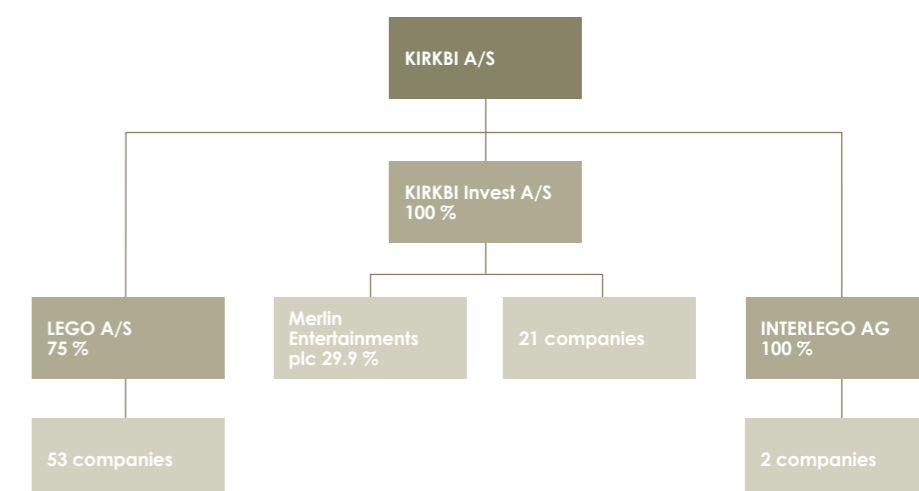 KIRKBI A/S
KIRKBI Invest A/S
100 %
LEGO A/S
75 %
Merlin
Entertainments
plc 29.9 %
21 companies
INTERLEGO AG
100 %
53 companies
2 companies